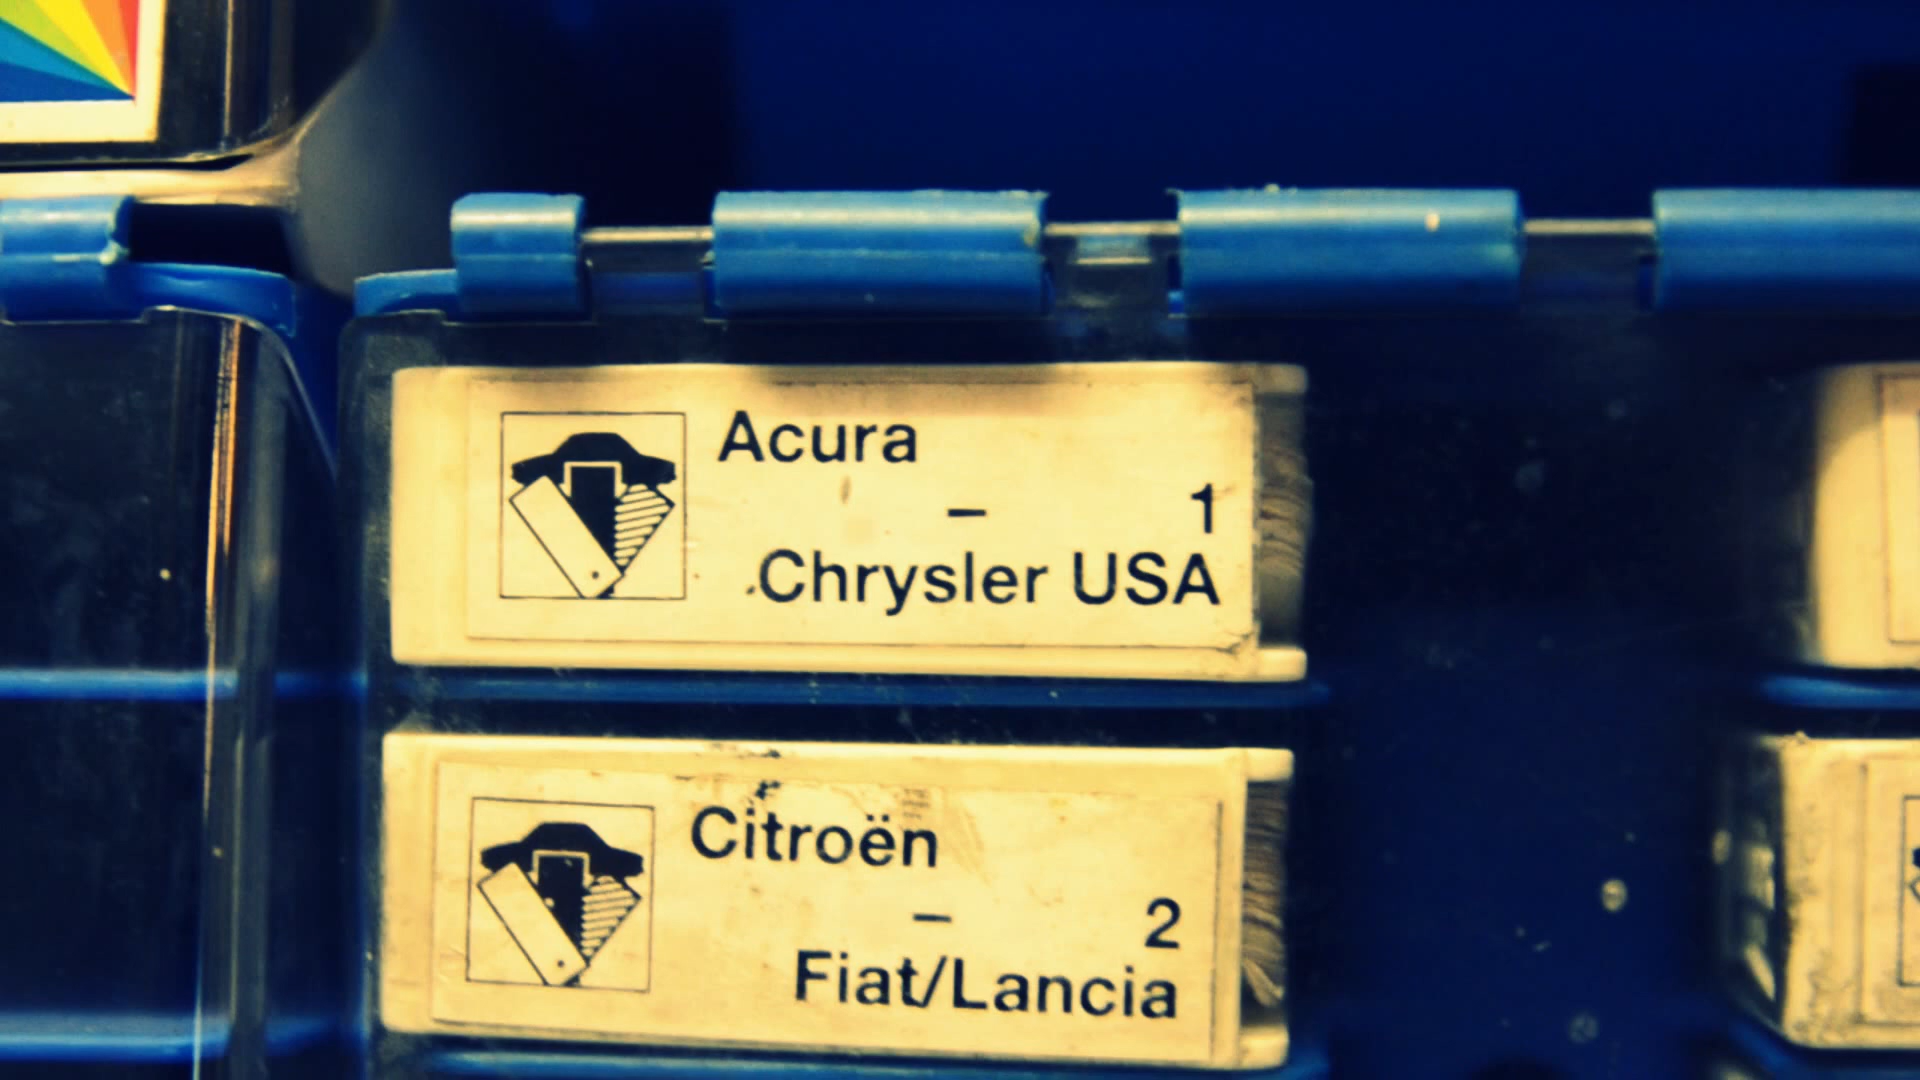 Acura
– 1
Chrysler USA
Citroën
– 2
Fiat/Lancia